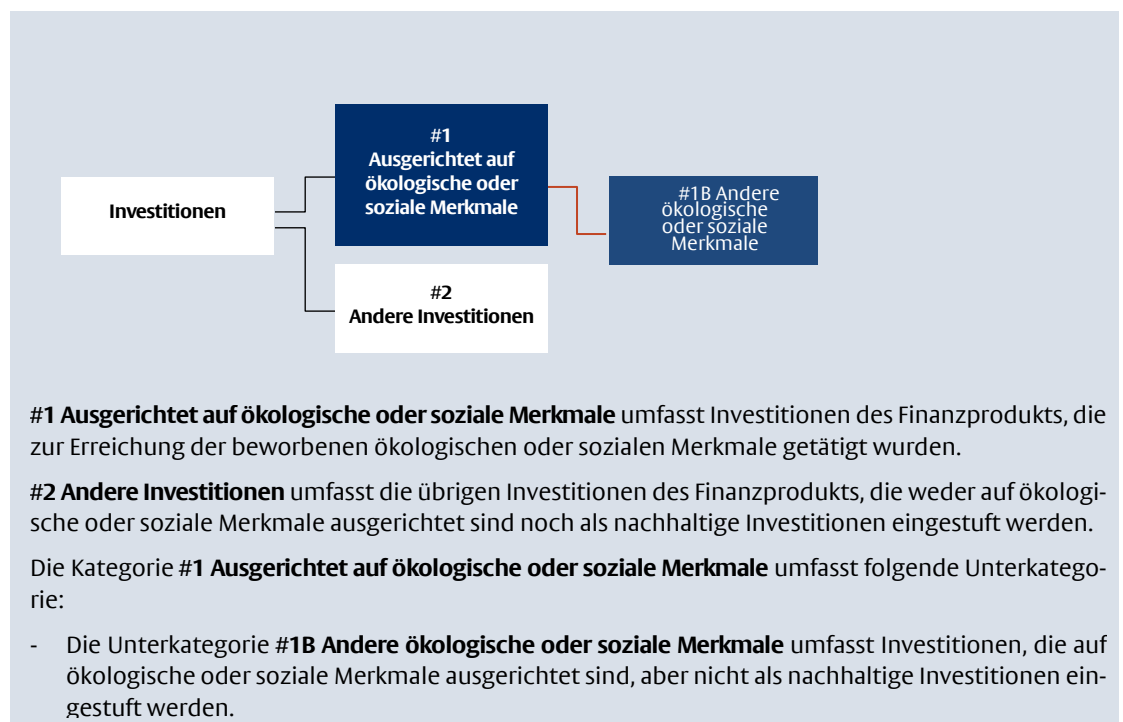 #1
Ausgerichtet auf
ökologische oder
soziale Merkmale
Investitionen
#1B Andere
ökologische
oder soziale
Merkmale
#2
Andere Investitionen
#1 Ausgerichtet auf ökologische oder soziale Merkmale umfasst Investitionen des Finanzprodukts, die
zur Erreichung der beworbenen ökologischen oder sozialen Merkmale getätigt wurden.
#2 Andere Investitionen umfasst die übrigen Investitionen des Finanzprodukts, die weder auf ökologi-
sche oder soziale Merkmale ausgerichtet sind noch als nachhaltige Investitionen eingestuft werden.
Die Kategorie #1 Ausgerichtet auf ökologische oder soziale Merkmale umfasst folgende Unterkatego-
rie:
- Die Unterkategorie #1B Andere ökologische oder soziale Merkmale umfasst Investitionen, die auf
ökologische oder soziale Merkmale ausgerichtet sind, aber nicht als nachhaltige Investitionen ein-
gestuft werden.